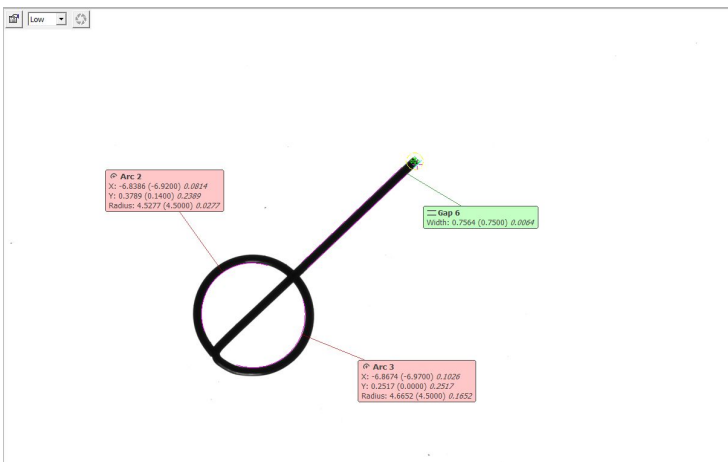 Low
Arc 2
X: -6.8386 (-6.9200) 0.0814
Y: 0.3789 (0.1400) 0.2389
Radius: 4.5277 (4.5000) 0.0277
Gap 6
Width: 0.7564 (0.7500) 0.0064
Arc 3
X: -6.8674 (-6.9700) 0.1026
Y: 0.2517 (0.0000) 0.2517
Radius: 4.6652 (4.5000) 0.1652